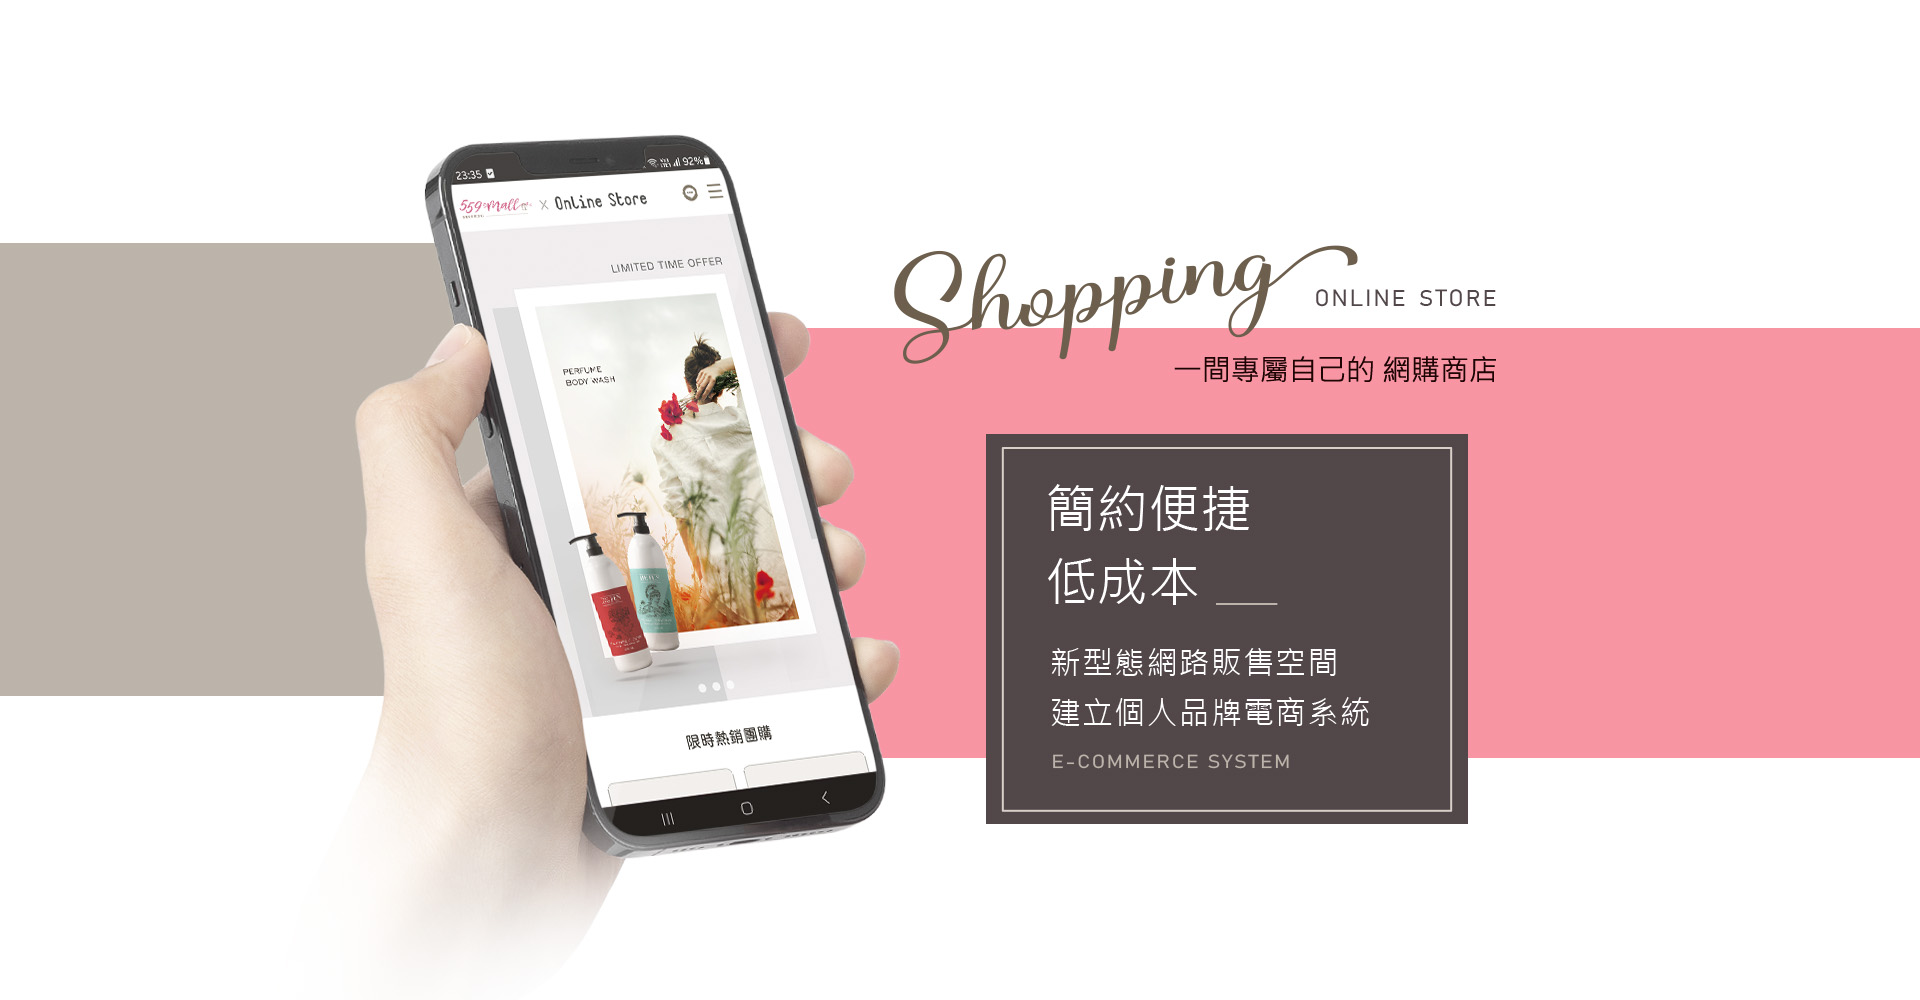 23:35
92%
559 Mall X OnLine Store
LIMITED TIME OFFER
PERFUME
BODY WASH
限時熱銷團購
Shopping
ONLINE STORE
一間專屬自己的 網購商店
簡約便捷
低成本
新型態網路販售空間
建立個人品牌電商系統
E-COMMERCE SYSTEM